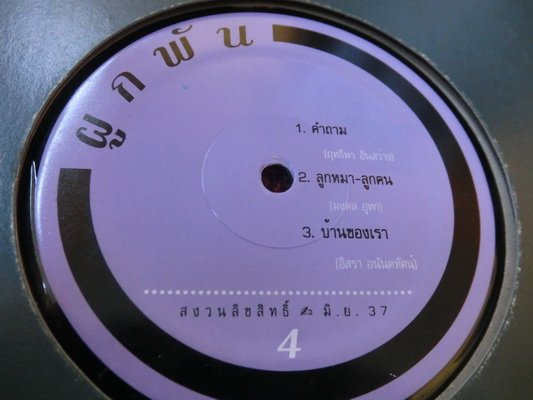 ผูกพัน
1. คำถาม
(ฤทธิพร อินสว่าง)
2. ลูกหมา-ลูกคน
(มงคล อุทก)
3. บ้านของเรา
(อิสรา อนันตทัศน์)
สงวนลิขสิทธิ์ ✍ มิ.ย. 37
4